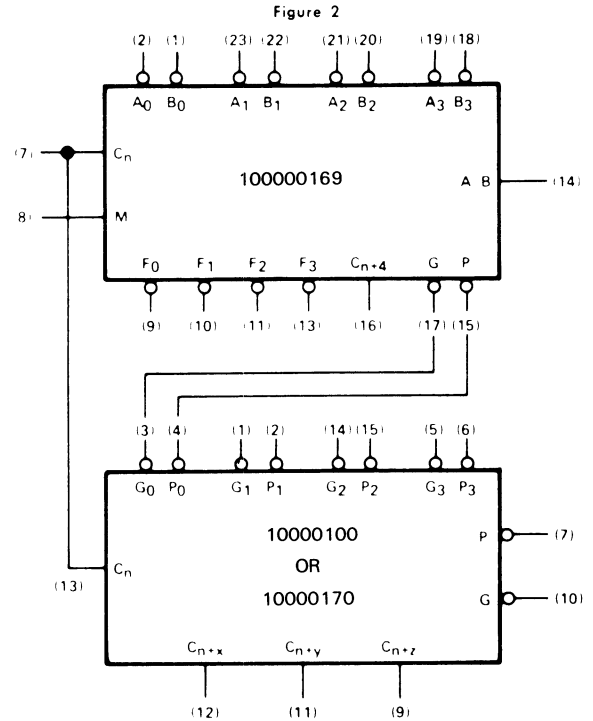 Figure 2
(2) (1) (23) (22) (21) (20) (19) (18)
A0 B0 A1 B1 A2 B2 A3 B3
(7) Cn
100000169
A B (14)
8) M
F0 F1 F2 F3 Cn+4 G P
(9) (10) (11) (13) (16) (17) (15)
(3) (4) (1) (2) (14) (15) (5) (6)
G0 P0 G1 P1 G2 P2 G3 P3
10000100
P (7)
OR
(13) Cn
10000170
G (10)
Cn+x Cn+y Cn+z
(12) (11) (9)